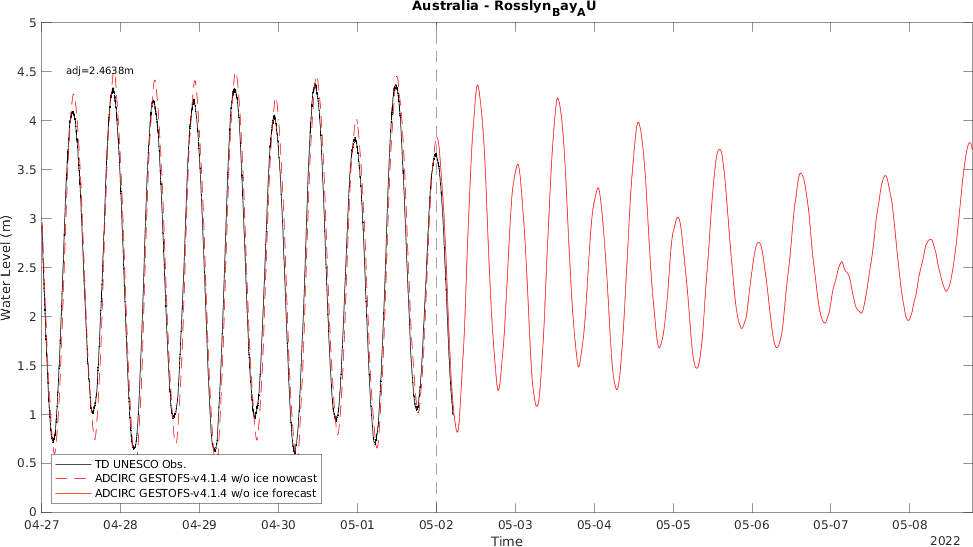 Australia - Rosslyn_Bay_AU
5
4.5
4
3.5
3
2.5
2
1.5
1
0.5
0
Water Level (m)
adj=2.4638m
TD UNESCO Obs.
ADCIRC GESTOFS-v4.1.4 w/o ice nowcast
ADCIRC GESTOFS-v4.1.4 w/o ice forecast
04-27 04-28 04-29 04-30 05-01 05-02 05-03 05-04 05-05 05-06 05-07 05-08
Time
2022